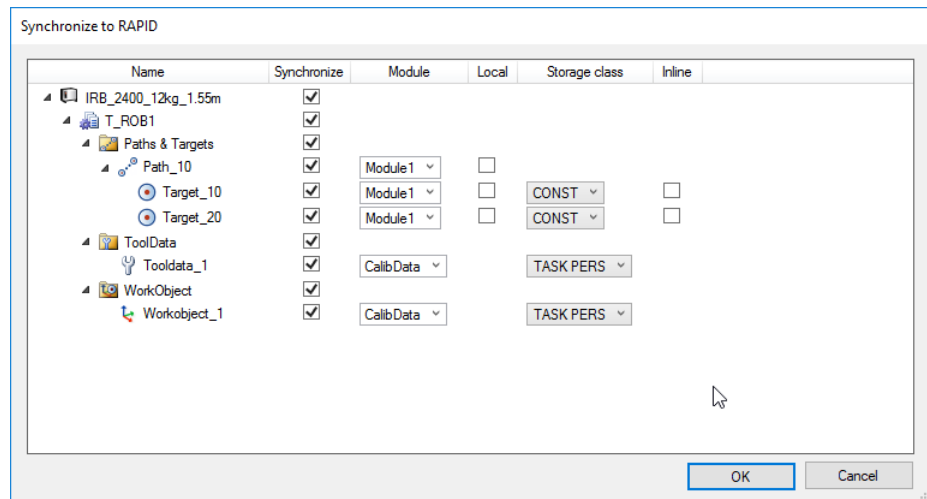 Synchronize to RAPID
Name Synchronize Module Local Storage class Inline
IRB_2400_12kg_1.55m
T_ROB1
Paths & Targets
Path_10 Module1
Target_10 Module1 CONST
Target_20 Module1 CONST
ToolData
Tooldata_1 CalibData TASK PERS
WorkObject
Workobject_1 CalibData TASK PERS
OK Cancel